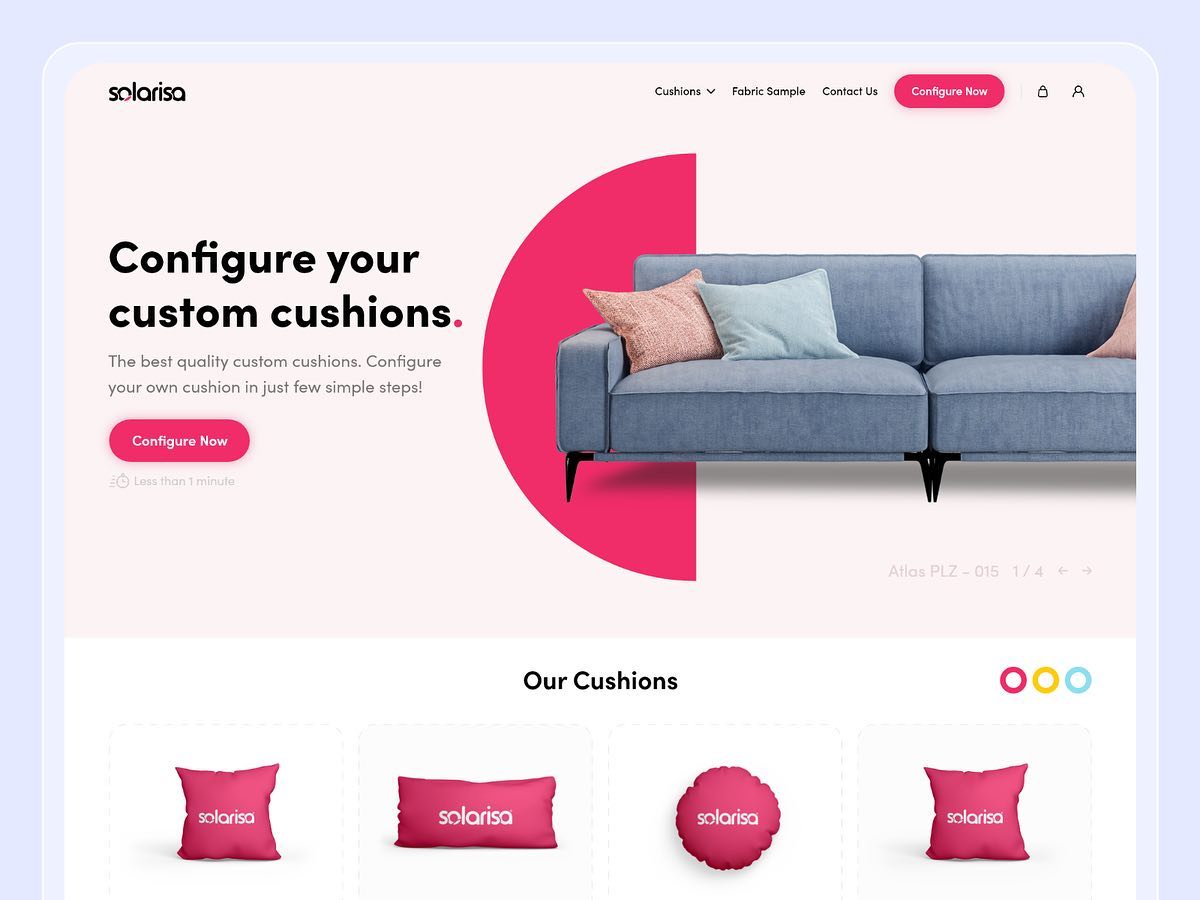 solarisa
Cushions
Fabric Sample
Contact Us
Configure Now
Configure your
custom cushions.
The best quality custom cushions. Configure
your own cushion in just few simple steps!
Configure Now
Less than 1 minute
Atlas PLZ - 015 1 / 4
Our Cushions
solarisa
solarisa
solarisa
solarisa